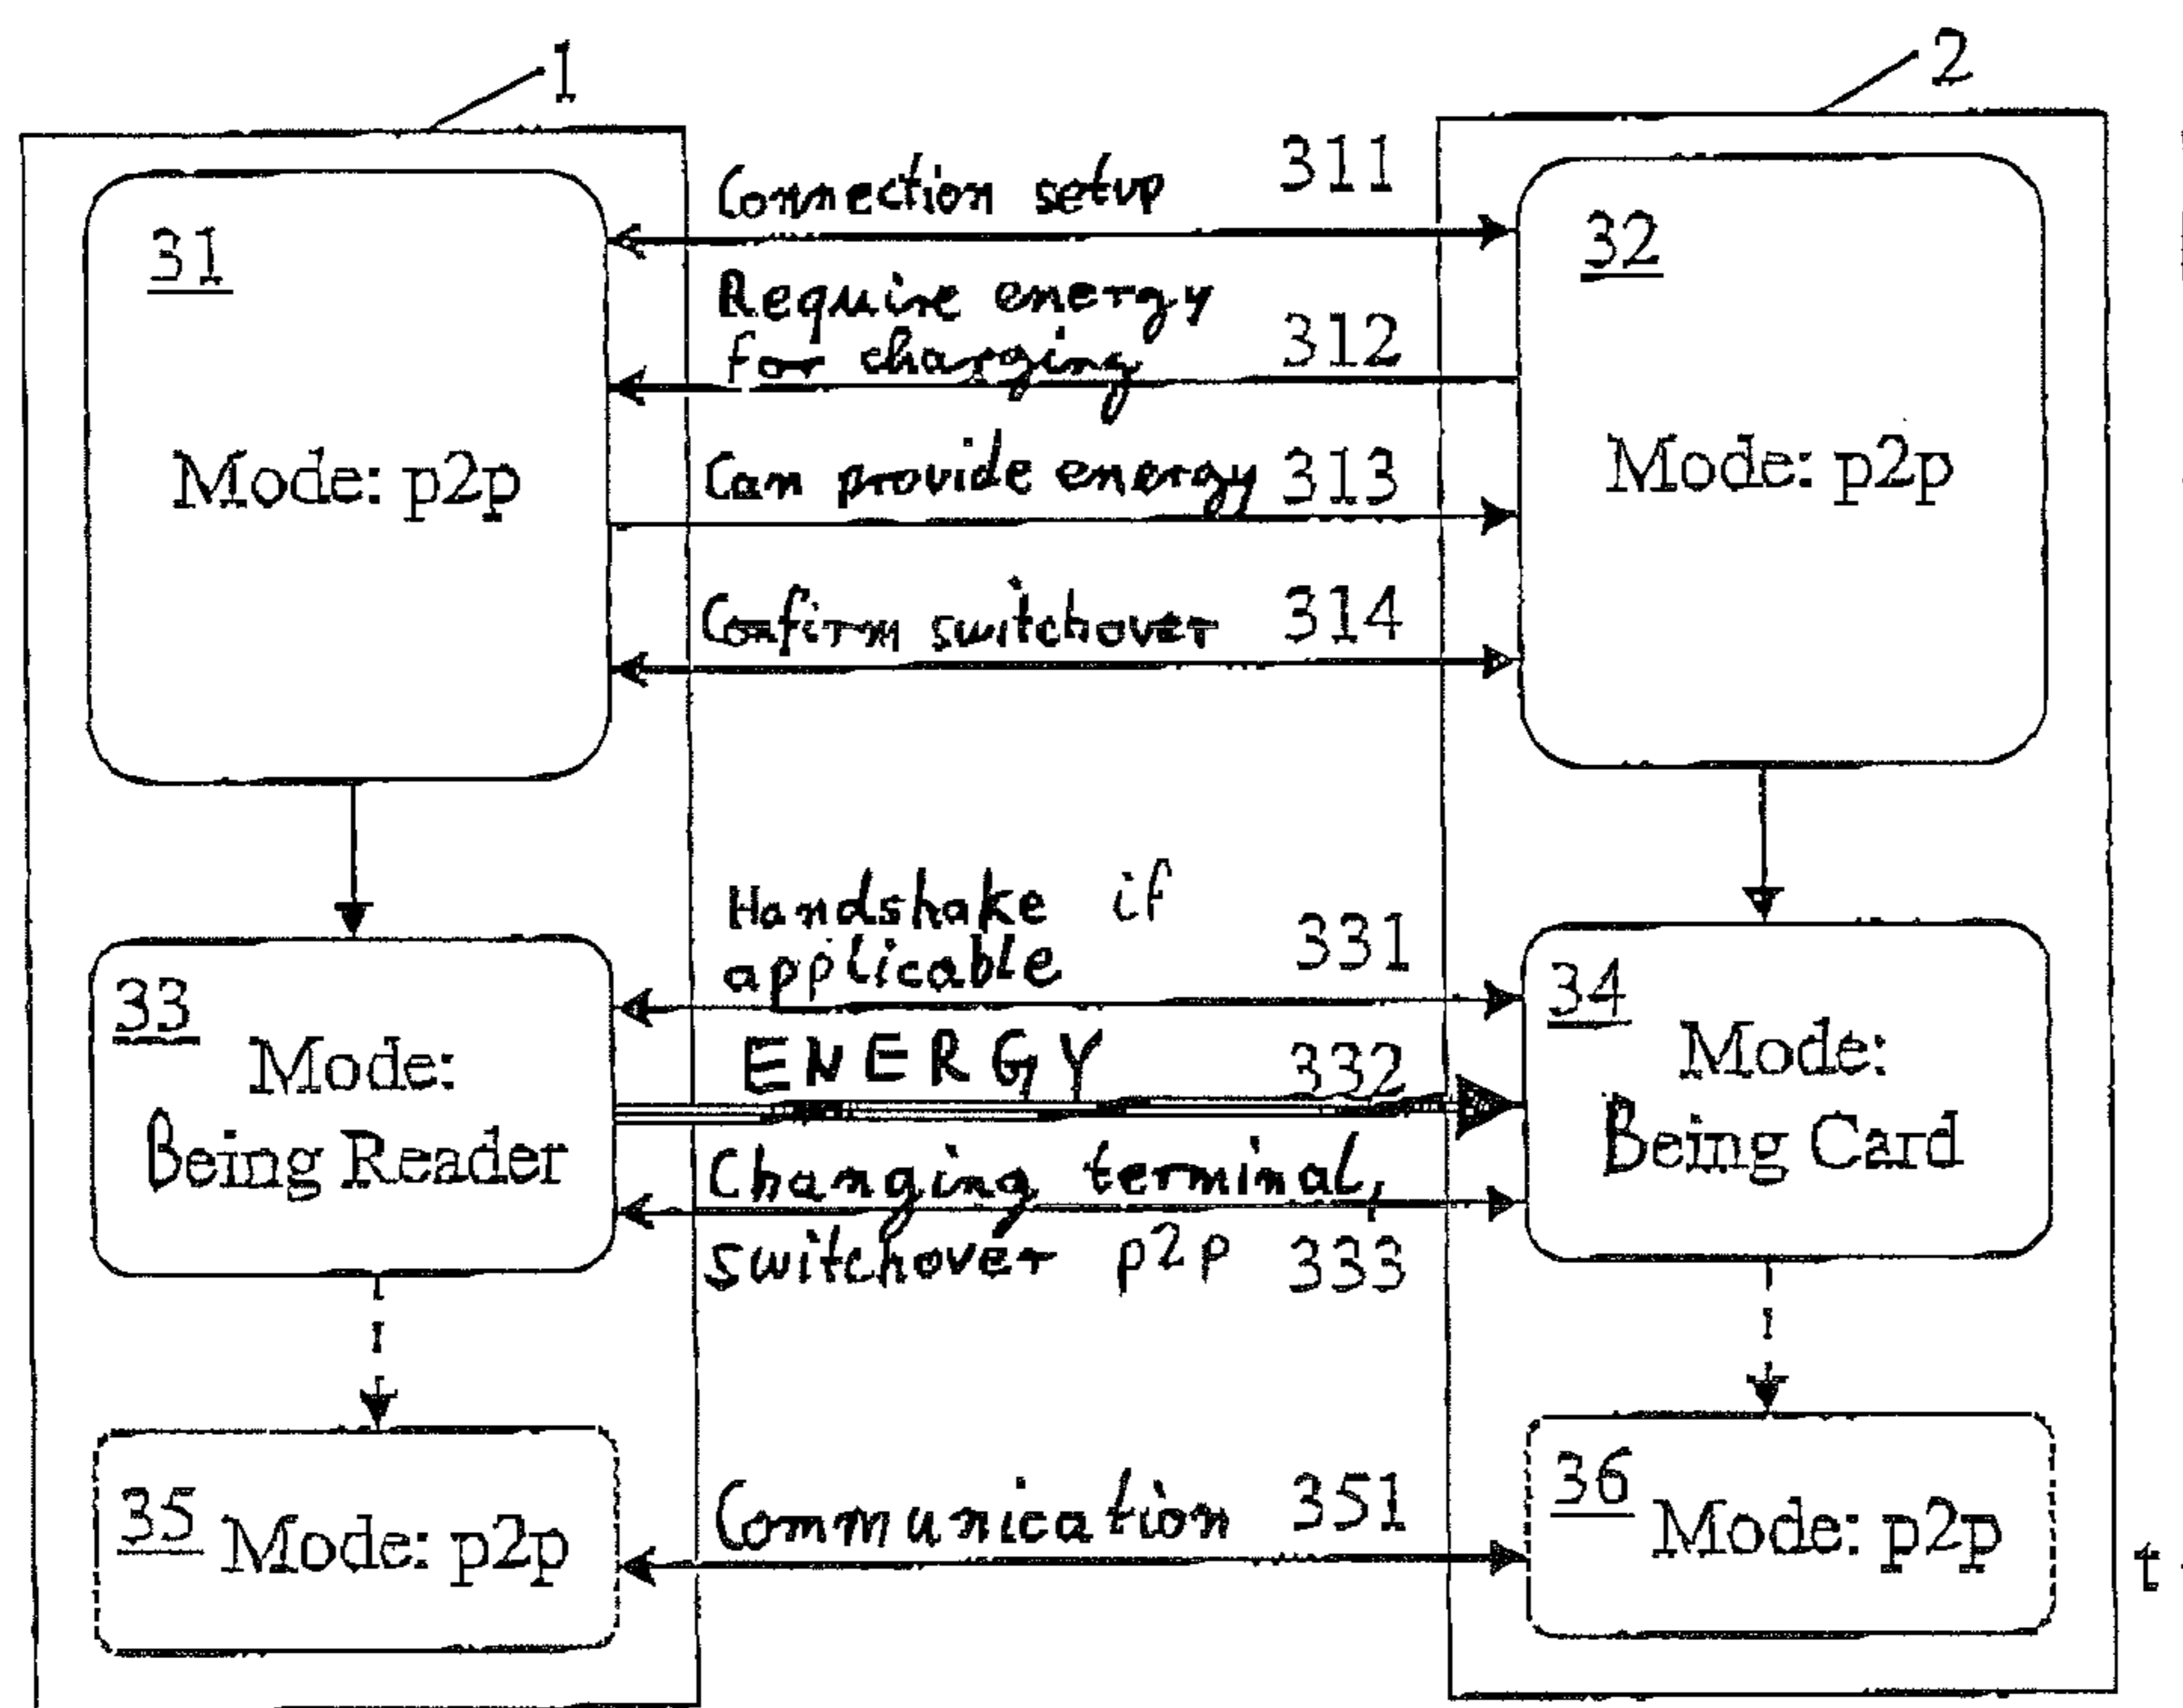 1
2
31
Mode: p2p
Connection setup 311
Require energy
for charging 312
Can provide energy 313
Confirm switchover 314
32
Mode: p2p
33
Mode:
Being Reader
Handshake if
applicable 331
ENERGY 332
Changing terminal,
switchover p2p 333
34
Mode:
Being Card
35 Mode: p2p
Communication 351
36 Mode: p2p
t